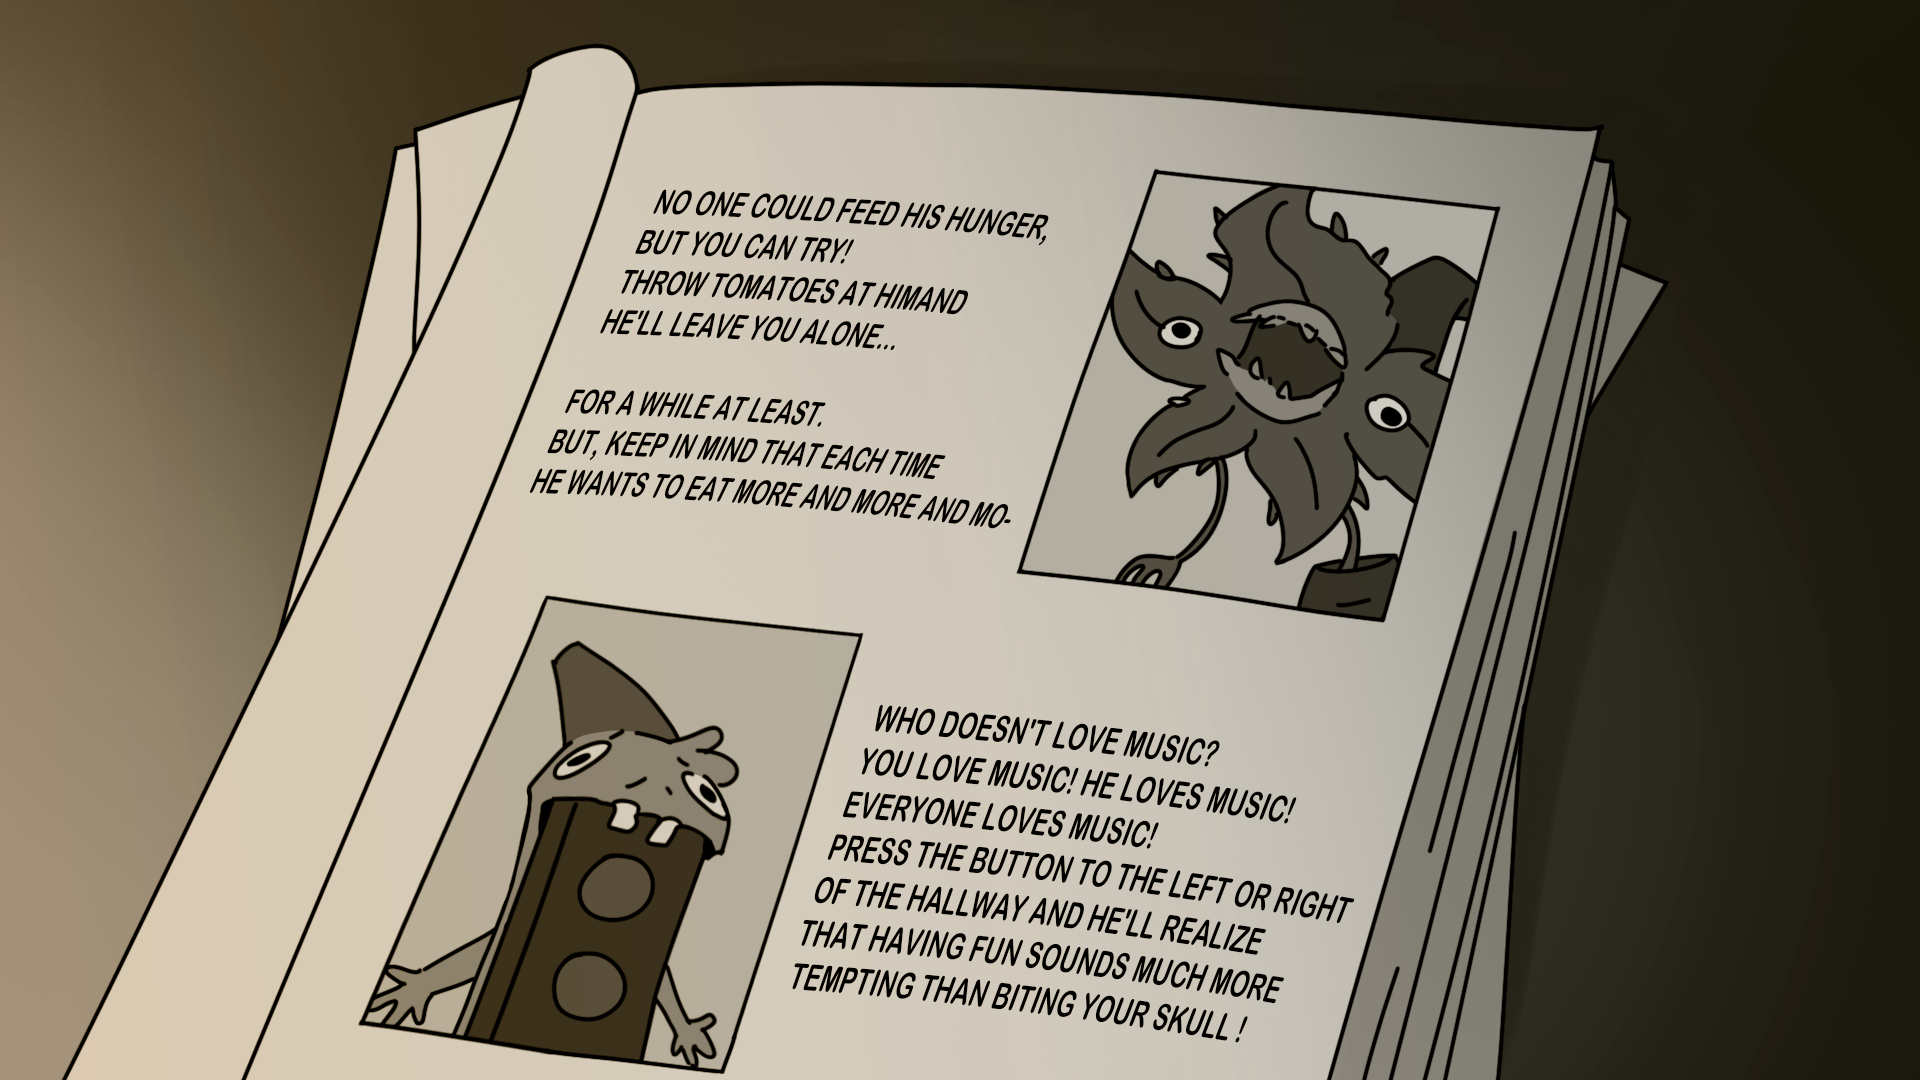 NO ONE COULD FEED HIS HUNGER,
BUT YOU CAN TRY!
THROW TOMATOES AT HIMAND
HE'LL LEAVE YOU ALONE...
FOR A WHILE AT LEAST.
BUT, KEEP IN MIND THAT EACH TIME
HE WANTS TO EAT MORE AND MORE AND MO-
WHO DOESN'T LOVE MUSIC?
YOU LOVE MUSIC! HE LOVES MUSIC!
EVERYONE LOVES MUSIC!
PRESS THE BUTTON TO THE LEFT OR RIGHT
OF THE HALLWAY AND HE'LL REALIZE
THAT HAVING FUN SOUNDS MUCH MORE
TEMPTING THAN BITING YOUR SKULL !